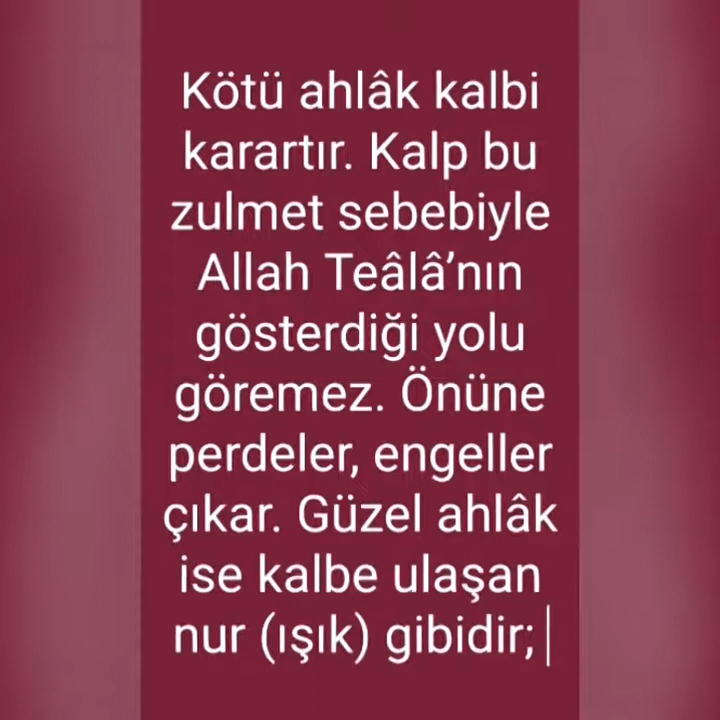 Kötü ahlâk kalbi
karartır. Kalp bu
zulmet sebebiyle
Allah Teâlâ’nın
gösterdiği yolu
göremez. Önüne
perdeler, engeller
çıkar. Güzel ahlâk
ise kalbe ulaşan
nur (ışık) gibidir;